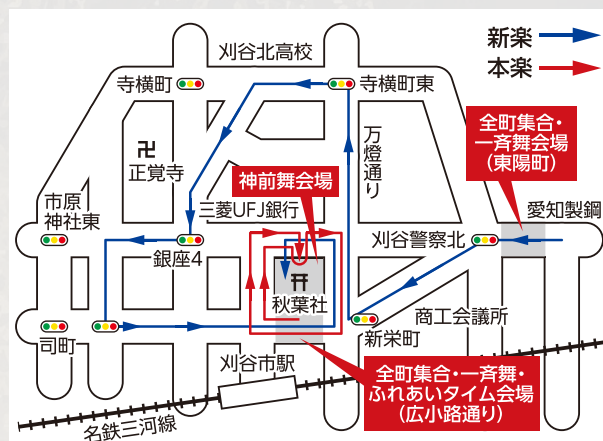 新楽
本楽
刈谷北高校
寺横町
寺横町東
万燈通り
全町集合・
一斉舞会場
(東陽町)
正覚寺
神前舞会場
市原
神社東
三菱UFJ銀行
愛知製鋼
刈谷警察北
銀座4
秋葉社
司町
新栄町
商工会議所
刈谷市駅
全町集合・一斉舞・
ふれあいタイム会場
(広小路通り)
名鉄三河線